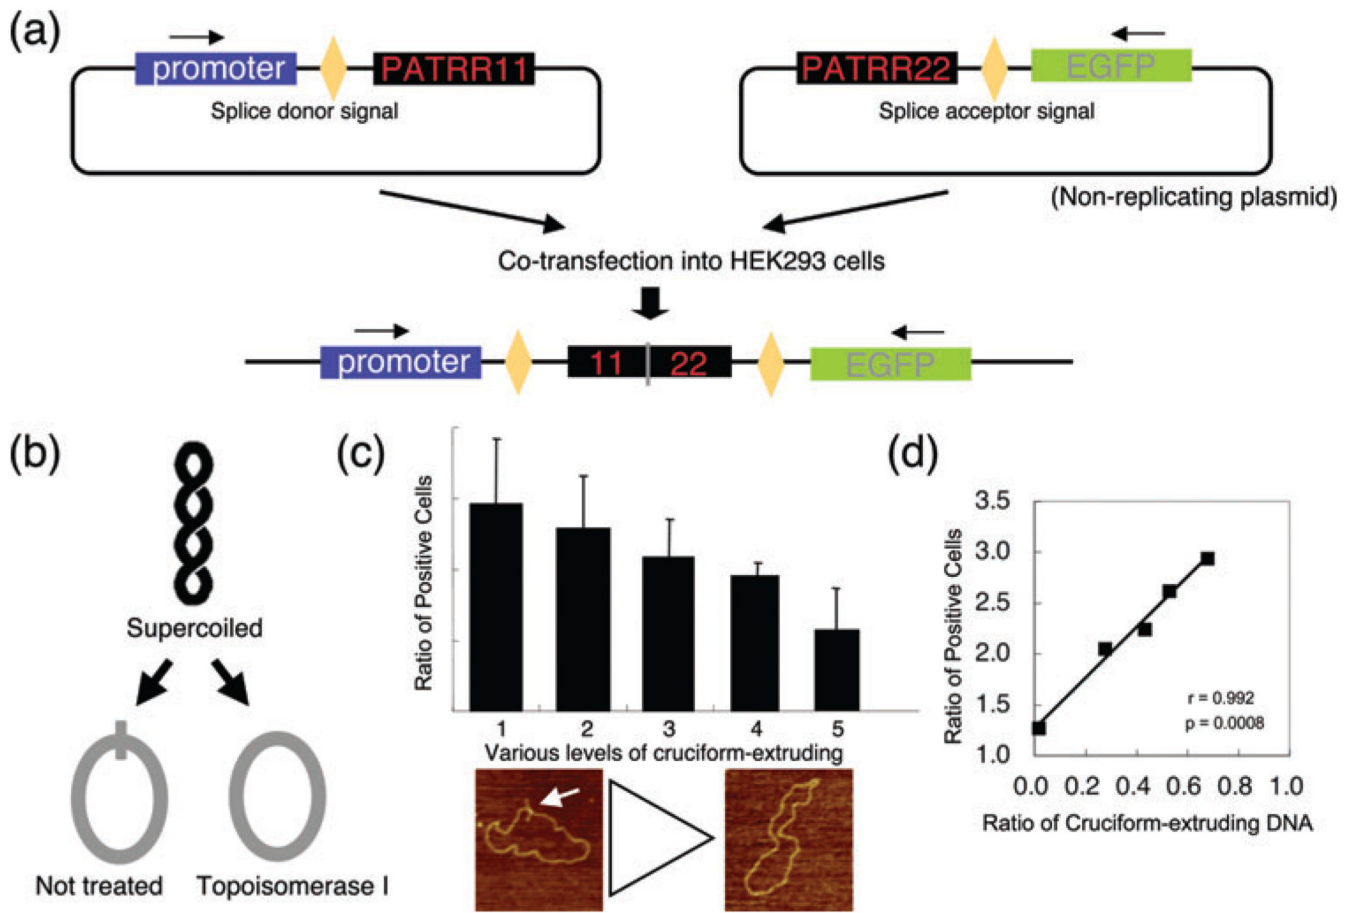 (a)
promoter
PATRR11
PATRR22
EGFP
Splice donor signal
Splice acceptor signal
(Non-replicating plasmid)
Co-transfection into HEK293 cells
promoter
11
22
EGFP
(b)
Supercoiled
Not treated
Topoisomerase I
(c)
Ratio of Positive Cells
1 2 3 4 5
Various levels of cruciform-extruding
(d)
Ratio of Positive Cells
3.5
3.0
2.5
2.0
1.5
1.0
r = 0.992
p = 0.0008
0.0 0.2 0.4 0.6 0.8 1.0
Ratio of Cruciform-extruding DNA